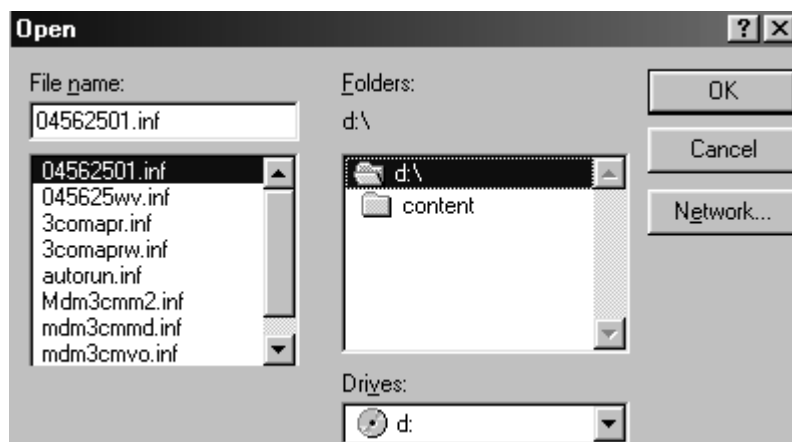 Open
File name:
04562501.inf
04562501.inf
045625wv.inf
3comapr.inf
3comaprw.inf
autorun.inf
Mdm3cmm2.inf
mdm3cmmd.inf
mdm3cmvo.inf
Folders:
d:\
d:\
content
Drives:
d:
OK
Cancel
Network...